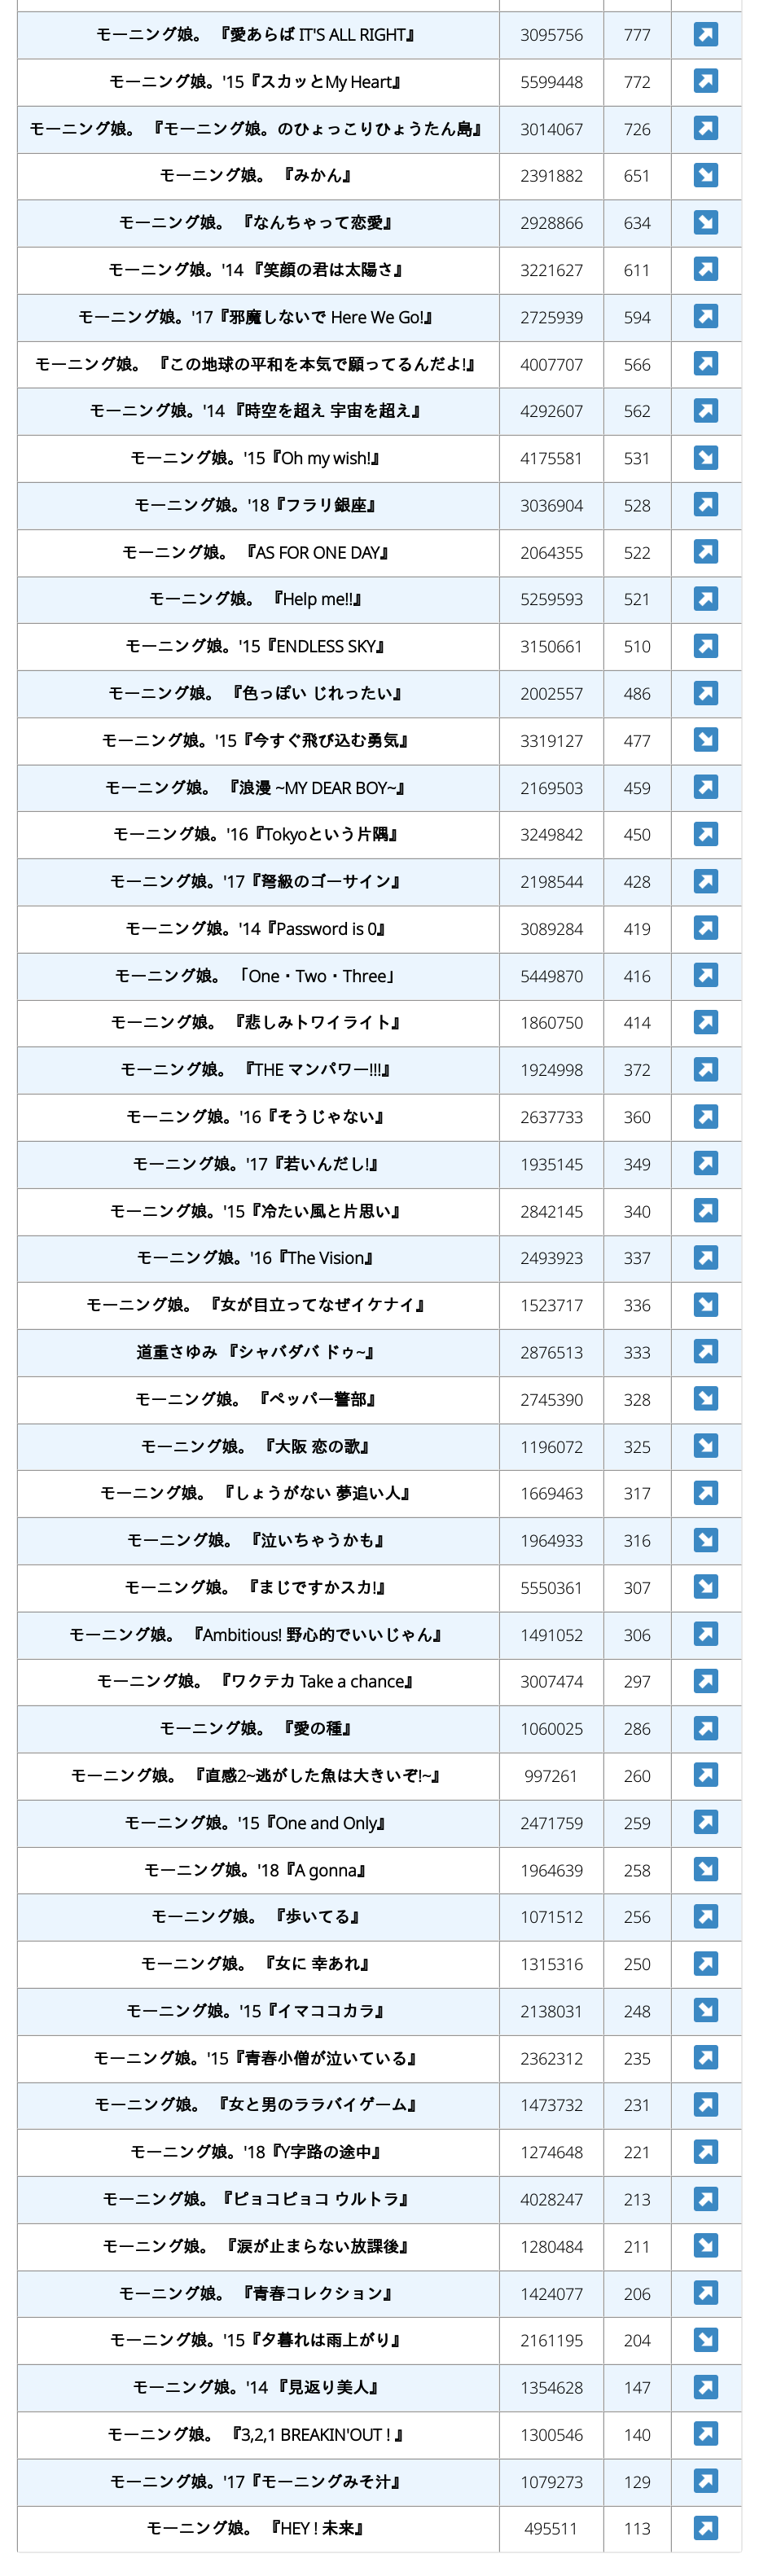 モーニング娘。 『愛あらば IT'S ALL RIGHT』 3095756 777
モーニング娘。'15『スカッとMy Heart』 5599448 772
モーニング娘。 『モーニング娘。のひょっこりひょうたん島』 3014067 726
モーニング娘。 『みかん』 2391882 651
モーニング娘。 『なんちゃって恋愛』 2928866 634
モーニング娘。'14 『笑顔の君は太陽さ』 3221627 611
モーニング娘。'17『邪魔しないで Here We Go!』 2725939 594
モーニング娘。 『この地球の平和を本気で願ってるんだよ!』 4007707 566
モーニング娘。'14 『時空を超え 宇宙を超え』 4292607 562
モーニング娘。'15『Oh my wish!』 4175581 531
モーニング娘。'18『フラリ銀座』 3036904 528
モーニング娘。 『AS FOR ONE DAY』 2064355 522
モーニング娘。 『Help me!!』 5259593 521
モーニング娘。'15『ENDLESS SKY』 3150661 510
モーニング娘。 『色っぽい じれったい』 2002557 486
モーニング娘。'15『今すぐ飛び込む勇気』 3319127 477
モーニング娘。 『浪漫 ~MY DEAR BOY~』 2169503 459
モーニング娘。'16『Tokyoという片隅』 3249842 450
モーニング娘。'17『弩級のゴーサイン』 2198544 428
モーニング娘。'14『Password is 0』 3089284 419
モーニング娘。 「One・Two・Three」 5449870 416
モーニング娘。 『悲しみトワイライト』 1860750 414
モーニング娘。 『THE マンパワー!!!』 1924998 372
モーニング娘。'16『そうじゃない』 2637733 360
モーニング娘。'17『若いんだし!』 1935145 349
モーニング娘。'15『冷たい風と片思い』 2842145 340
モーニング娘。'16『The Vision』 2493923 337
モーニング娘。 『女が目立ってなぜイケナイ』 1523717 336
道重さゆみ 『シャバダバ ドゥ~』 2876513 333
モーニング娘。 『ペッパー警部』 2745390 328
モーニング娘。 『大阪 恋の歌』 1196072 325
モーニング娘。 『しょうがない 夢追い人』 1669463 317
モーニング娘。 『泣いちゃうかも』 1964933 316
モーニング娘。 『まじですかスカ!』 5550361 307
モーニング娘。 『Ambitious! 野心的でいいじゃん』 1491052 306
モーニング娘。 『ワクテカ Take a chance』 3007474 297
モーニング娘。 『愛の種』 1060025 286
モーニング娘。 『直感2~逃がした魚は大きいぞ!~』 997261 260
モーニング娘。'15『One and Only』 2471759 259
モーニング娘。'18『A gonna』 1964639 258
モーニング娘。 『歩いてる』 1071512 256
モーニング娘。 『女に 幸あれ』 1315316 250
モーニング娘。'15『イマココカラ』 2138031 248
モーニング娘。'15『青春小僧が泣いている』 2362312 235
モーニング娘。 『女と男のララバイゲーム』 1473732 231
モーニング娘。'18『Y字路の途中』 1274648 221
モーニング娘。『ピョコピョコ ウルトラ』 4028247 213
モーニング娘。 『涙が止まらない放課後』 1280484 211
モーニング娘。 『青春コレクション』 1424077 206
モーニング娘。'15『夕暮れは雨上がり』 2161195 204
モーニング娘。'14 『見返り美人』 1354628 147
モーニング娘。 『3,2,1 BREAKIN'OUT ! 』 1300546 140
モーニング娘。'17『モーニングみそ汁』 1079273 129
モーニング娘。 『HEY ! 未来』 495511 113